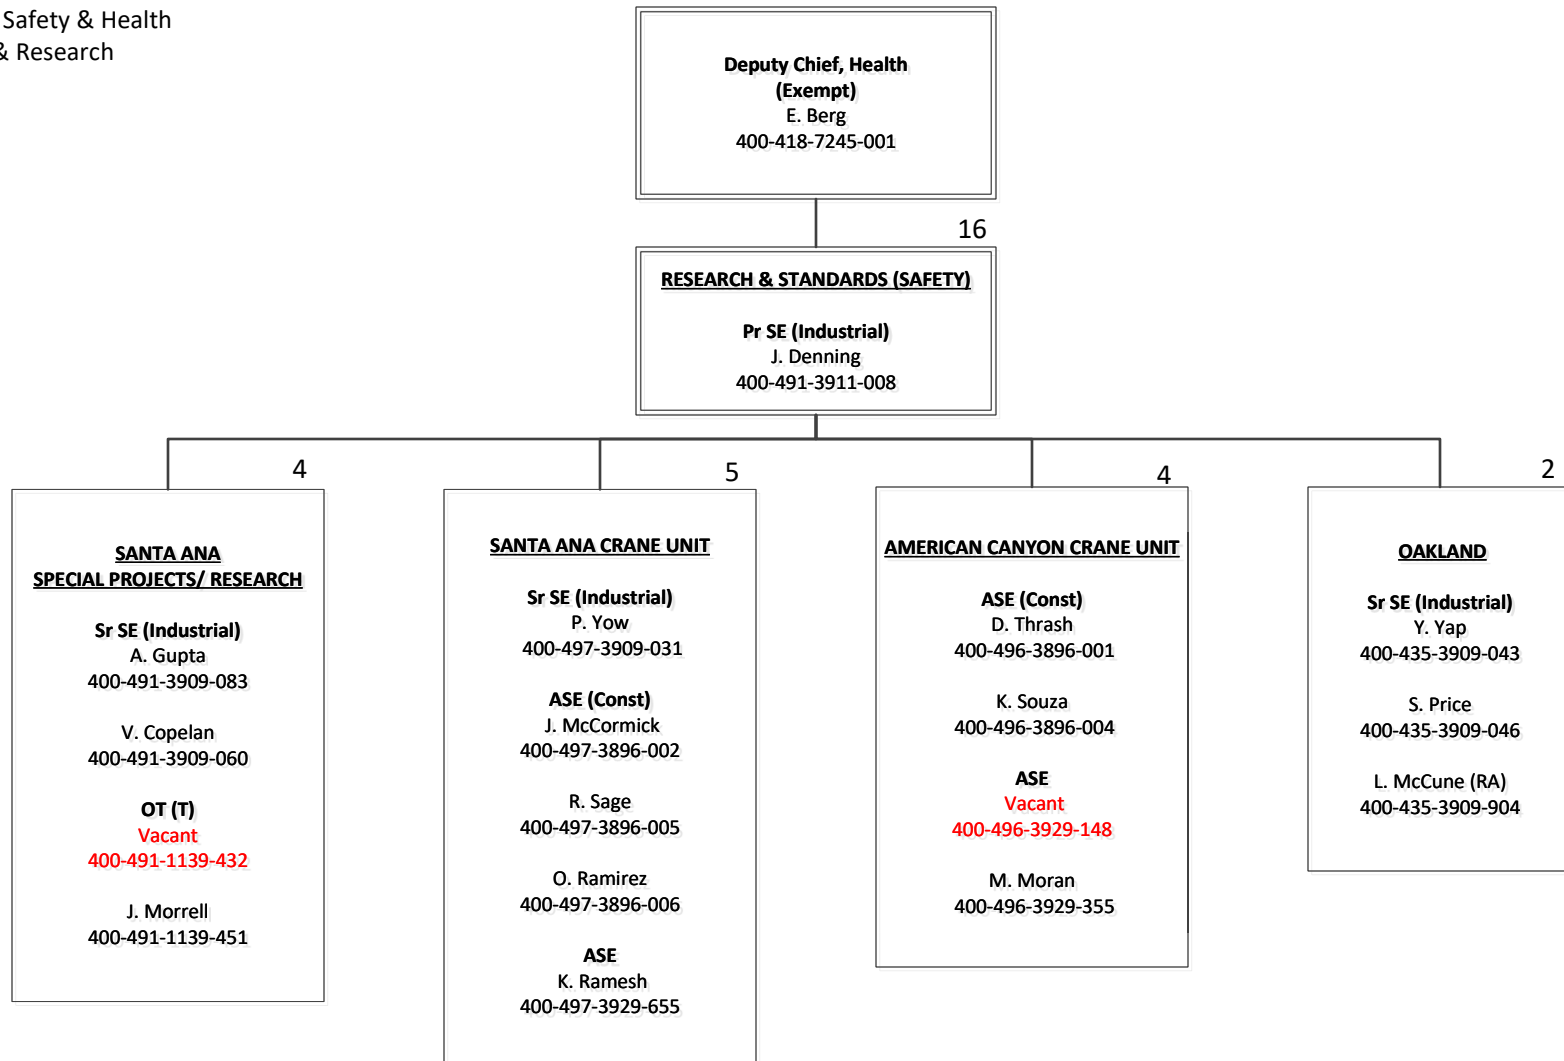 Safety & Health
& Research
Deputy Chief, Health
(Exempt)
E. Berg
400-418-7245-001
16
RESEARCH & STANDARDS (SAFETY)
Pr SE (Industrial)
J. Denning
400-491-3911-008
4
SANTA ANA
SPECIAL PROJECTS/ RESEARCH
Sr SE (Industrial)
A. Gupta
400-491-3909-083
V. Copelan
400-491-3909-060
OT (T)
Vacant
400-491-1139-432
J. Morrell
400-491-1139-451
5
SANTA ANA CRANE UNIT
Sr SE (Industrial)
P. Yow
400-497-3909-031
ASE (Const)
J. McCormick
400-497-3896-002
R. Sage
400-497-3896-005
O. Ramirez
400-497-3896-006
ASE
K. Ramesh
400-497-3929-655
4
AMERICAN CANYON CRANE UNIT
ASE (Const)
D. Thrash
400-496-3896-001
K. Souza
400-496-3896-004
ASE
Vacant
400-496-3929-148
M. Moran
400-496-3929-355
2
OAKLAND
Sr SE (Industrial)
Y. Yap
400-435-3909-043
S. Price
400-435-3909-046
L. McCune (RA)
400-435-3909-904